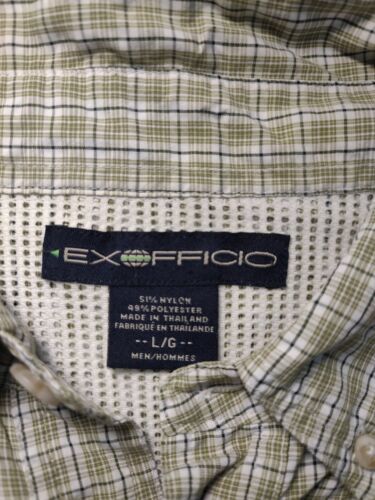 EXOFFICIO
51% NYLON
49% POLYESTER
MADE IN THAILAND
FABRIQUÉ EN THAILANDE
-- L/G --
MEN/HOMMES